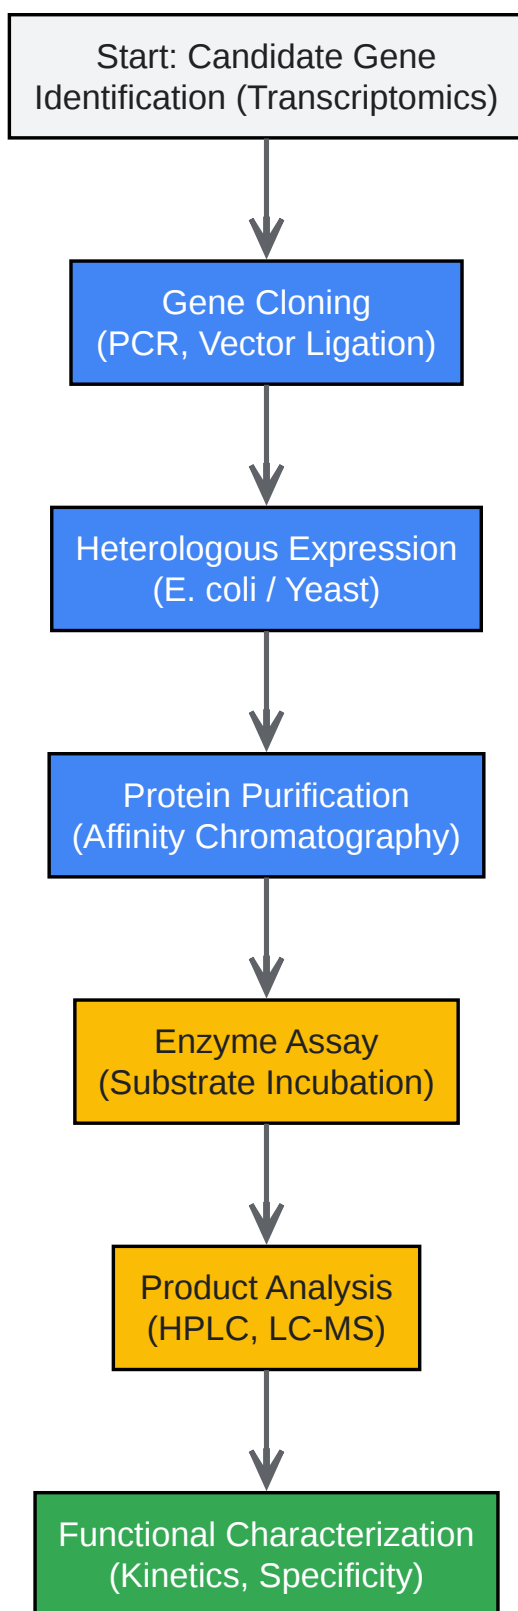 Start: Candidate Gene
Identification (Transcriptomics)
Gene Cloning
(PCR, Vector Ligation)
Heterologous Expression
(E. coli / Yeast)
Protein Purification
(Affinity Chromatography)
Enzyme Assay
(Substrate Incubation)
Product Analysis
(HPLC, LC-MS)
Functional Characterization
(Kinetics, Specificity)